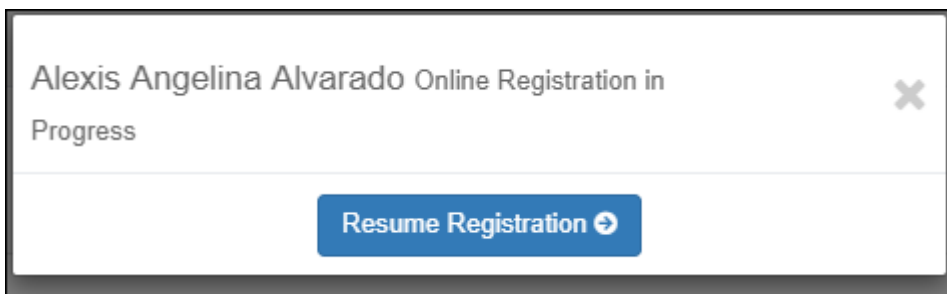 Alexis Angelina Alvarado Online Registration in
Progress
Resume Registration